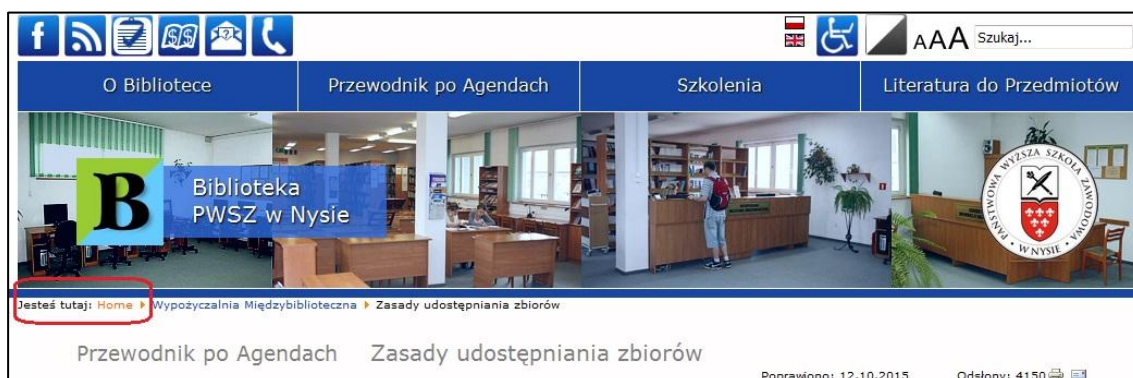 AAA Szukaj...
O Bibliotece Przewodnik po Agendach Szkolenia Literatura do Przedmiotów
B
Biblioteka
PWSZ w Nysie
PAŃSTWOWA WYŻSZA SZKOŁA ZAWODOWA
W NYSIE
Jesteś tutaj: Home Wypożyczalnia Międzybiblioteczna Zasady udostępniania zbiorów
Przewodnik po Agendach Zasady udostępniania zbiorów
Poprawiono: 12.10.2015 Odsłony: 4150